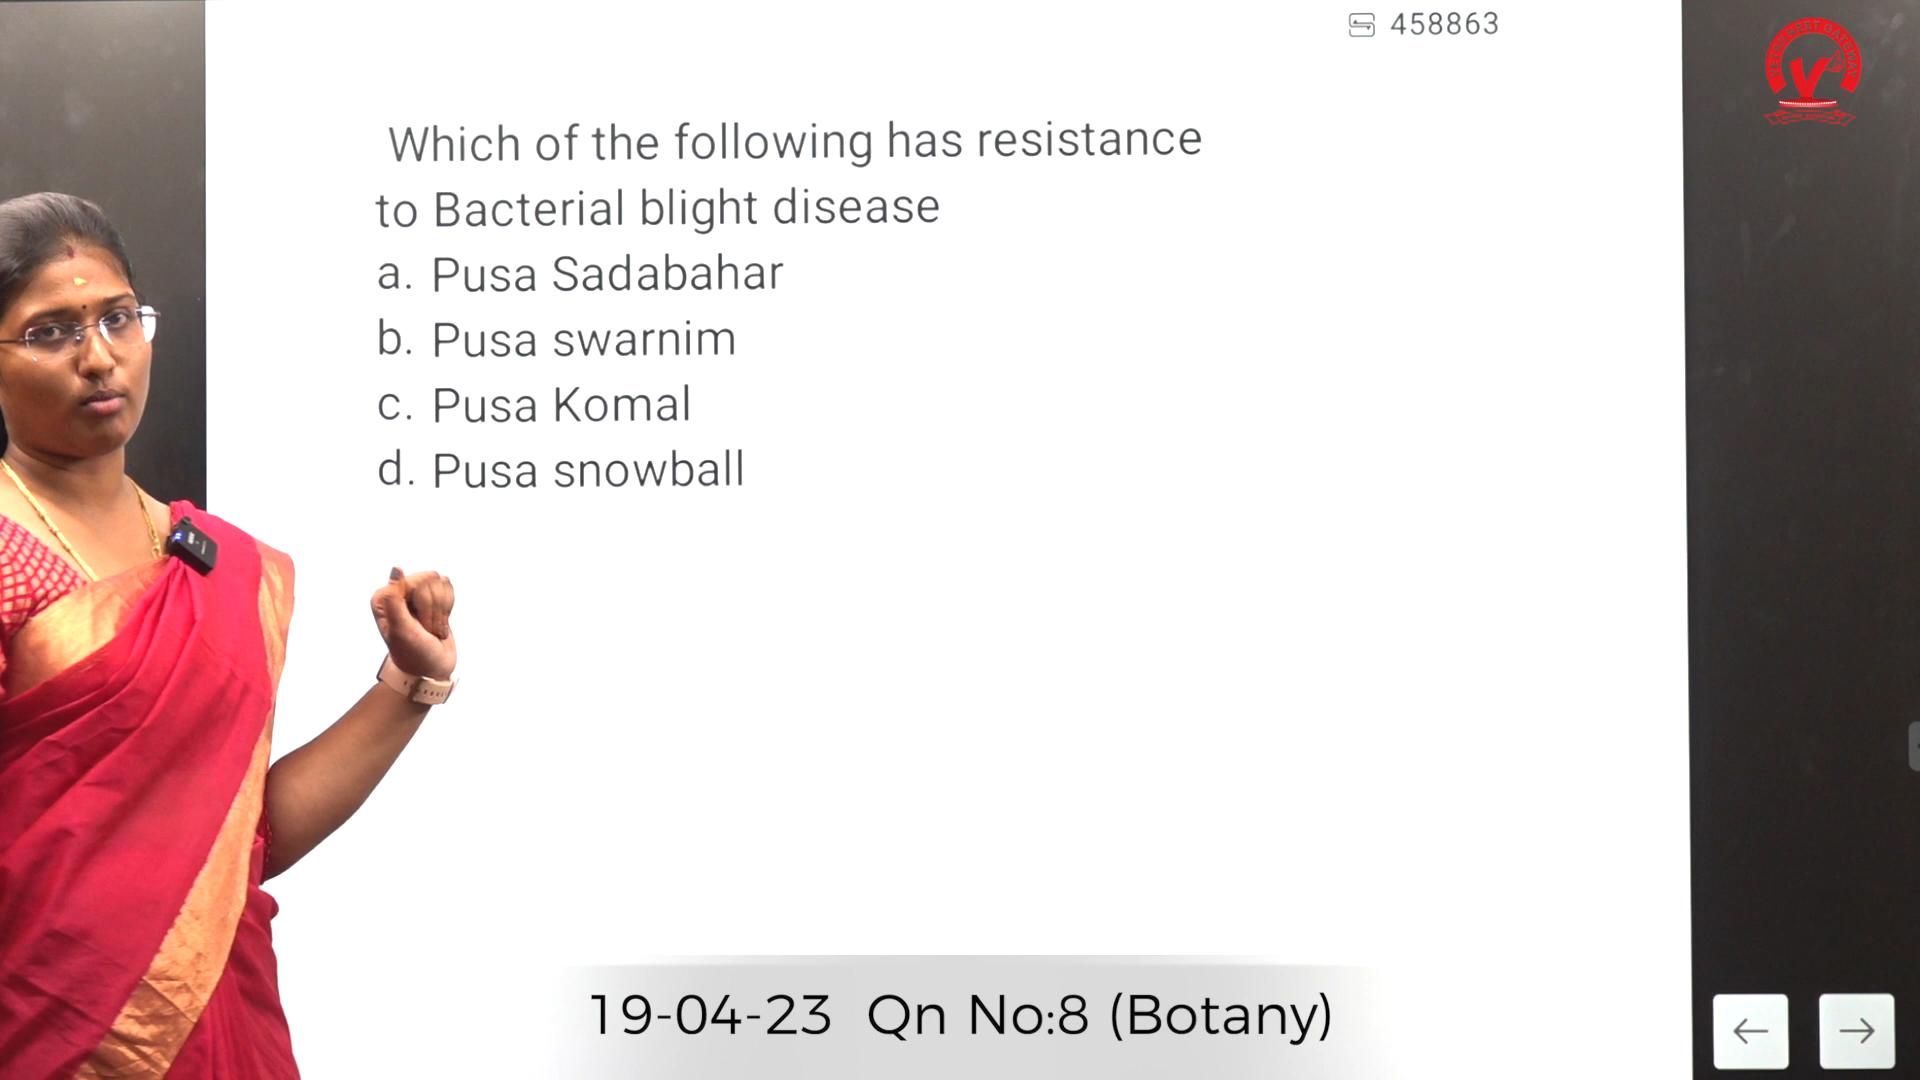 458863
Which of the following has resistance
to Bacterial blight disease
a. Pusa Sadabahar
b. Pusa swarnim
c. Pusa Komal
d. Pusa snowball
19-04-23 Qn No:8 (Botany)